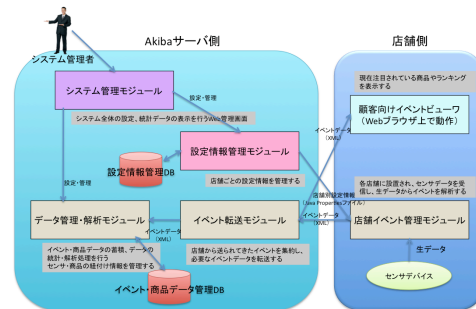 Akibaサーバ側
店舗側
システム管理者
現在注目されている商品やランキング
を表示する
システム管理モジュール
設定・管理
顧客向けイベントビューワ
(Webブラウザ上で動作)
システム全体の設定、統計データの表示を行うWeb管理画面
イベントデータ
(XML)
設定情報管理モジュール
設定情報管理DB
店舗ごとの設定情報を管理する
各店舗に設置され、センサデータを受
信し、生データからイベントを解析する
設定・管理
店舗別設定情報
(Java Propertiesファイル)
データ管理・解析モジュール
イベント転送モジュール
店舗イベント管理モジュール
イベントデータ
(XML)
イベントデータ
(XML)
イベント・商品データの蓄積、データの
統計・解析処理を行う
センサ・商品の紐付け情報を管理する
店舗から送られてきたイベントを集約し、
必要なイベントデータを転送する
生データ
センサデバイス
イベント・商品データ管理DB